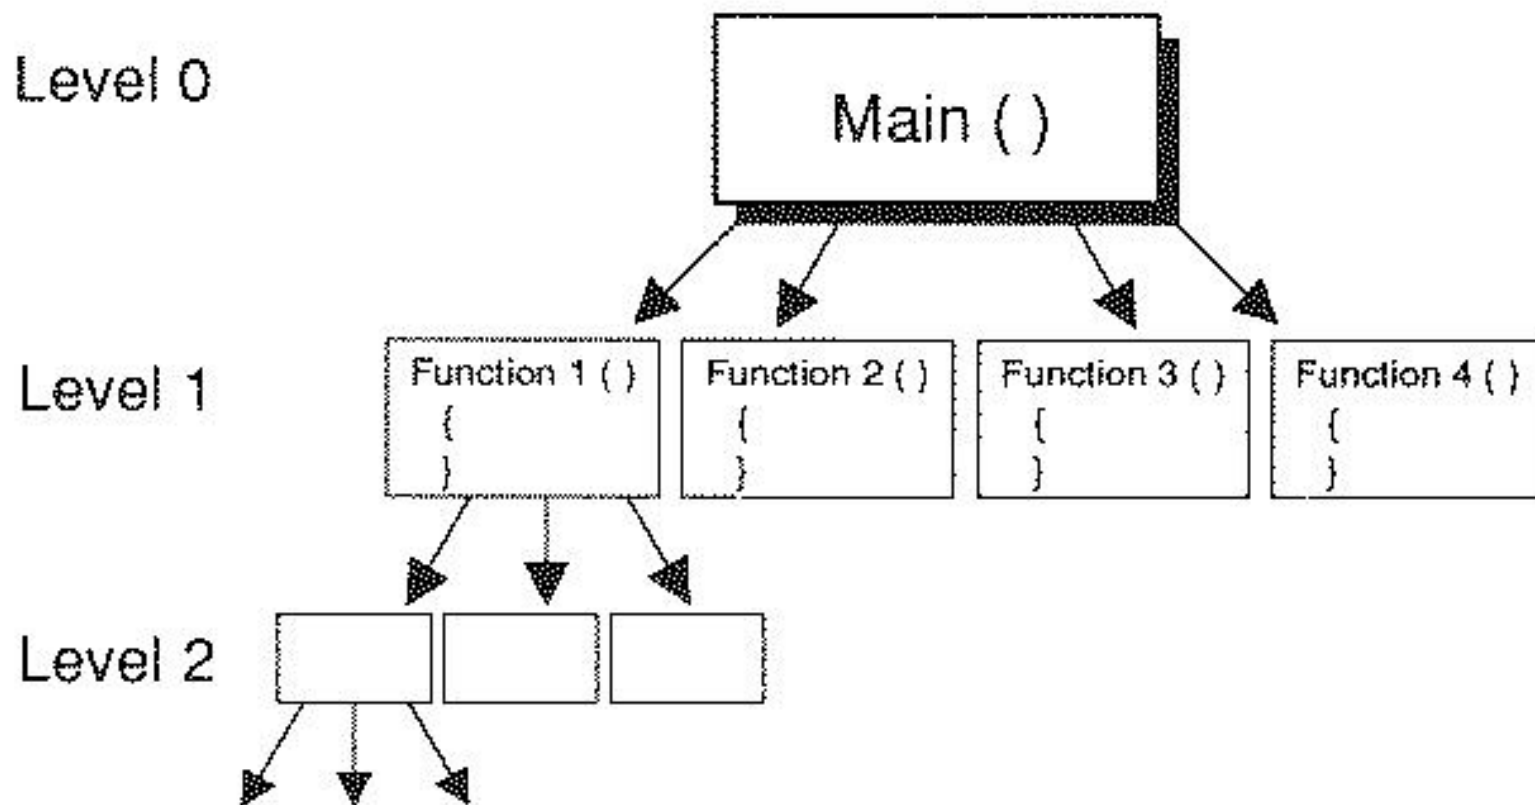 Level 0
Main ( )
Level 1
Function 1 ( )
{
}
Function 2 ( )
{
}
Function 3 ( )
{
}
Function 4 ( )
{
}
Level 2